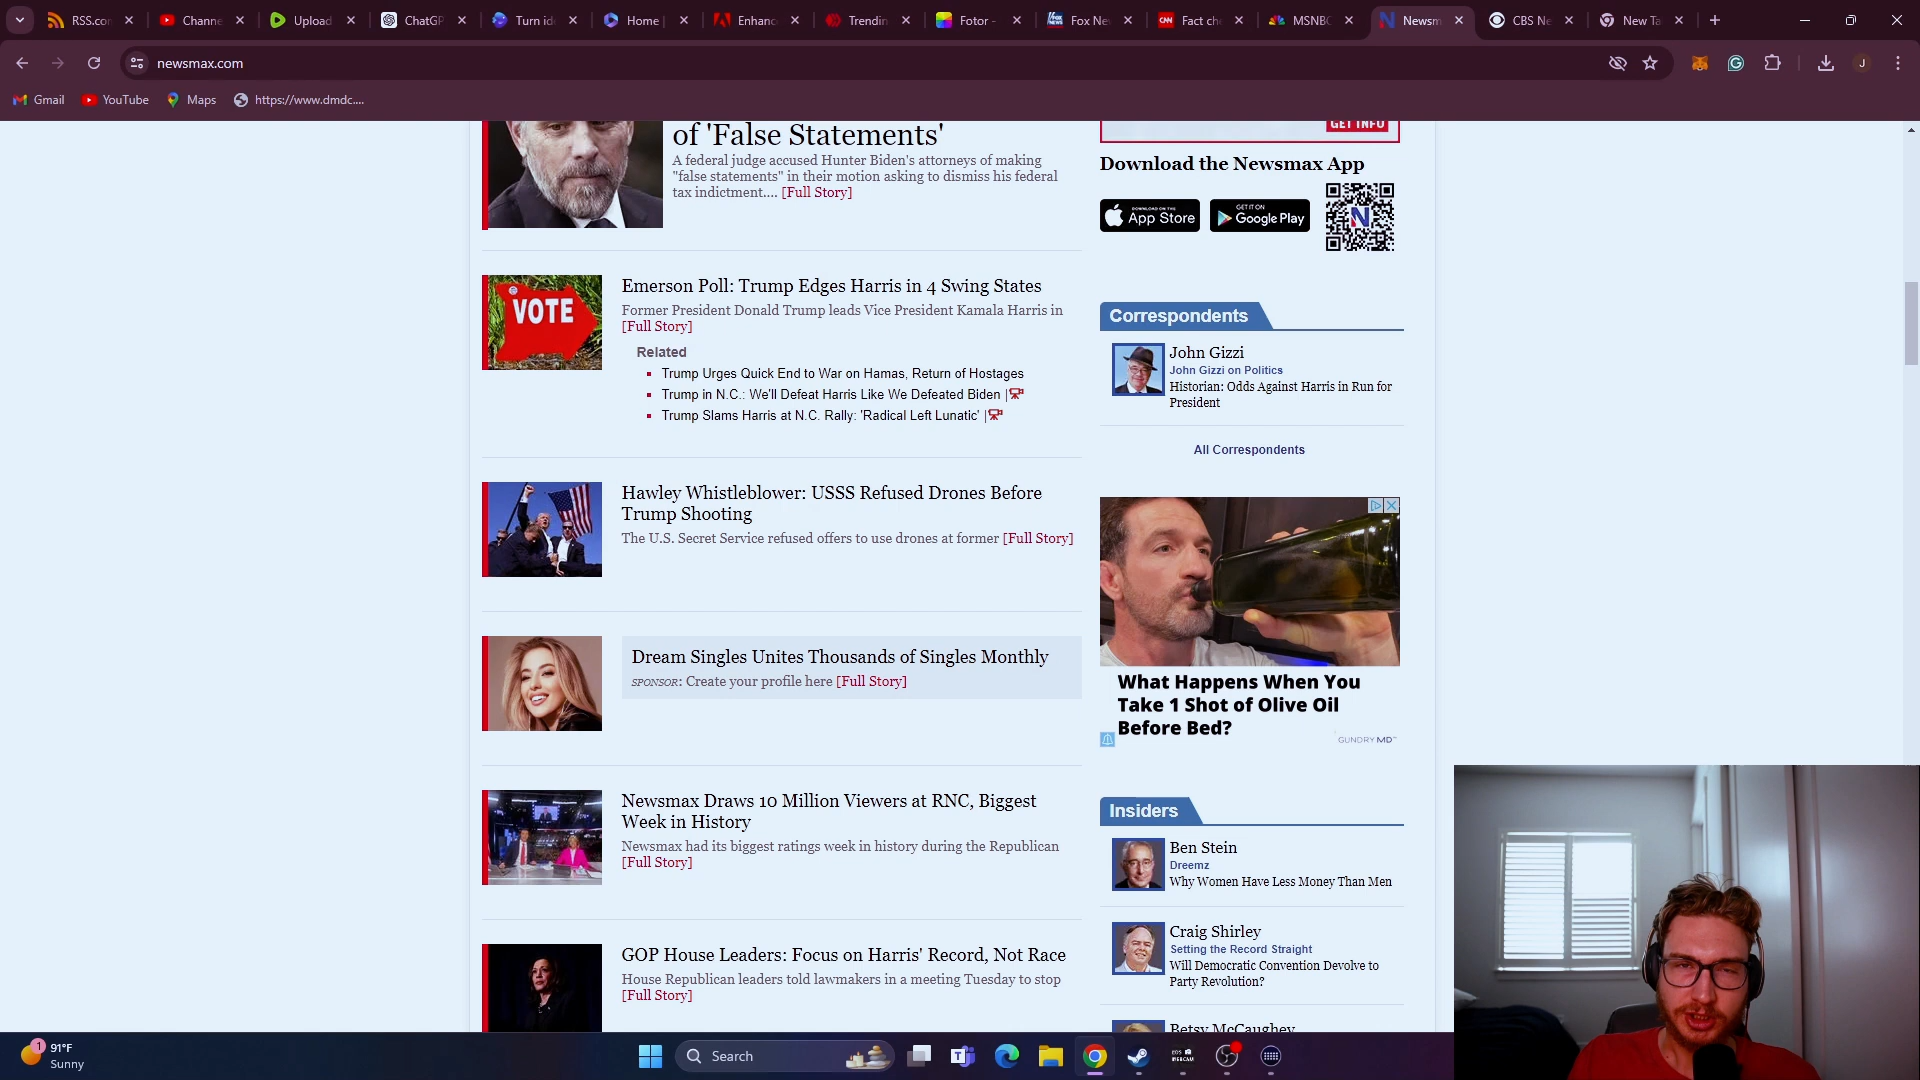 RSS.co
Channe
Upload
ChatGP
Turn id
Home |
Enhanc
Trendin
Fotor -
Fox Ne
Fact ch
MSNBC
Newsm
CBS Ne
New Ta
newsmax.com
J
Gmail
YouTube
Maps
https://www.dmdc....
of 'False Statements'
A federal judge accused Hunter Biden's attorneys of making
"false statements" in their motion asking to dismiss his federal
tax indictment.... [Full Story]
Emerson Poll: Trump Edges Harris in 4 Swing States
Former President Donald Trump leads Vice President Kamala Harris in
[Full Story]
VOTE
Related
Trump Urges Quick End to War on Hamas, Return of Hostages
Trump in N.C.: We'll Defeat Harris Like We Defeated Biden |
Trump Slams Harris at N.C. Rally: 'Radical Left Lunatic' |
Hawley Whistleblower: USSS Refused Drones Before
Trump Shooting
The U.S. Secret Service refused offers to use drones at former [Full Story]
Dream Singles Unites Thousands of Singles Monthly
SPONSOR: Create your profile here [Full Story]
Newsmax Draws 10 Million Viewers at RNC, Biggest
Week in History
Newsmax had its biggest ratings week in history during the Republican
[Full Story]
GOP House Leaders: Focus on Harris' Record, Not Race
House Republican leaders told lawmakers in a meeting Tuesday to stop
[Full Story]
GET INFO
Download the Newsmax App
Download on the
App Store
GET IT ON
Google Play
Correspondents
John Gizzi
John Gizzi on Politics
Historian: Odds Against Harris in Run for
President
All Correspondents
What Happens When You
Take 1 Shot of Olive Oil
Before Bed?
GUNDRY MD
Insiders
Ben Stein
Dreemz
Why Women Have Less Money Than Men
Craig Shirley
Setting the Record Straight
Will Democratic Convention Devolve to
Party Revolution?
Betsy McCaughey
1
91°F
Sunny
Search
EOS
WEBCAM